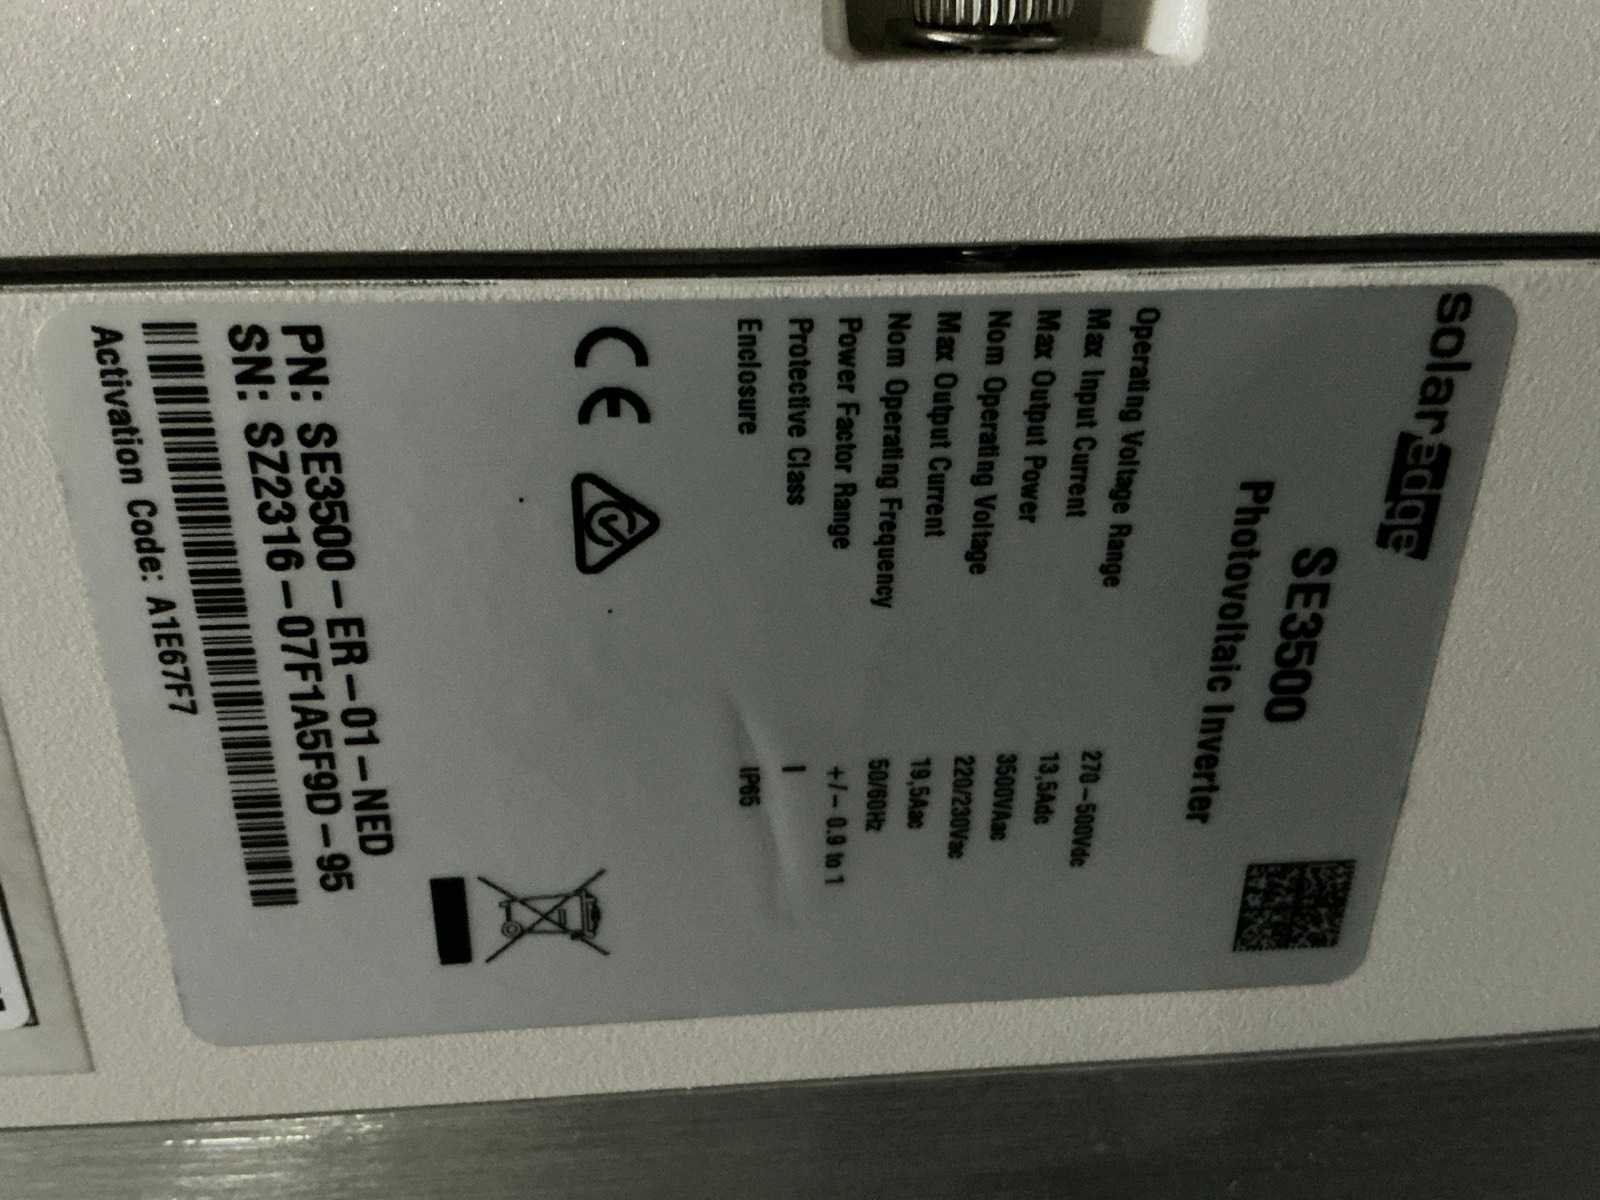 solaredge
SE3500
Photovoltaic Inverter
Operating Voltage Range 270-500Vdc
Max Input Current 13,5Adc
Max Output Power 3500VAac
Nom Operating Voltage 220/230Vac
Max Output Current 19,5Aac
Nom Operating Frequency 50/60Hz
Power Factor Range +/- 0.9 to 1
Protective Class I
Enclosure IP65
CE
PN: SE3500-ER-01-NED
SN: SZ2316-07F1A5F9D-95
Activation Code: A1E67F7